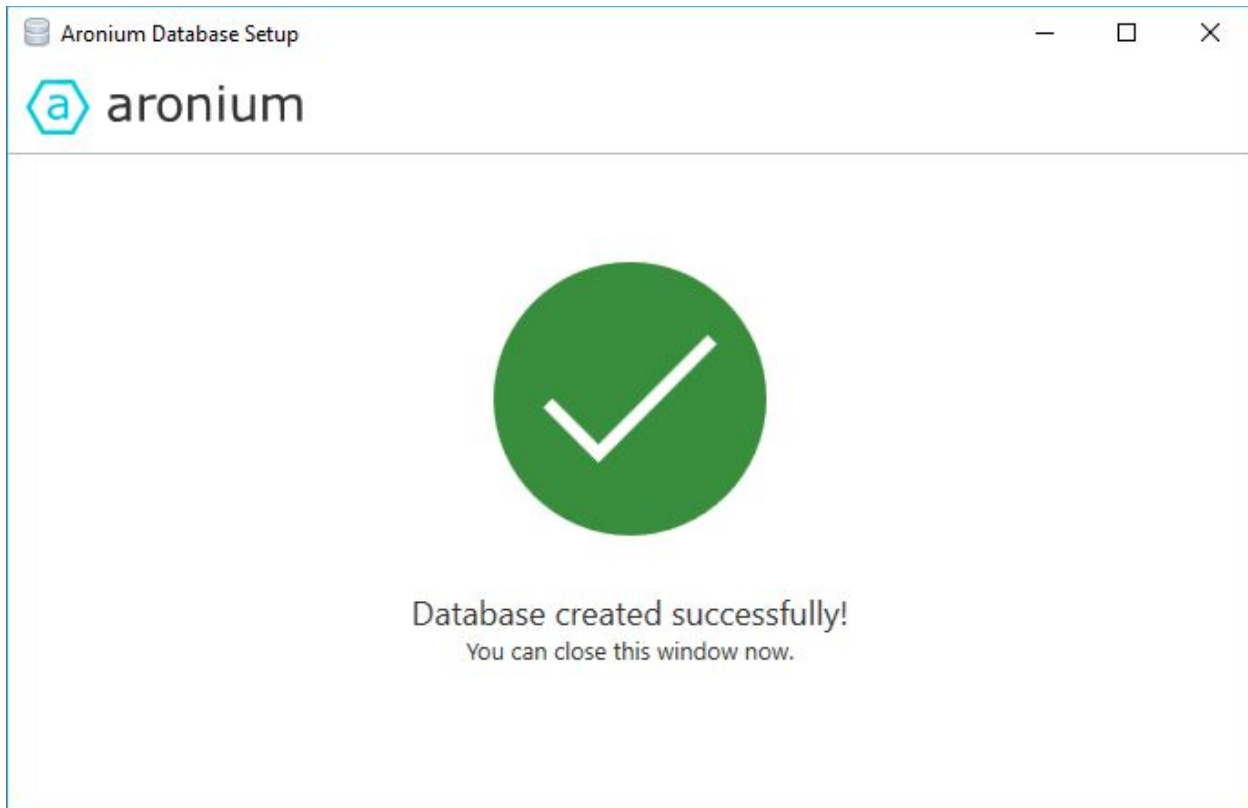 Aronium Database Setup
a aronium
Database created successfully!
You can close this window now.